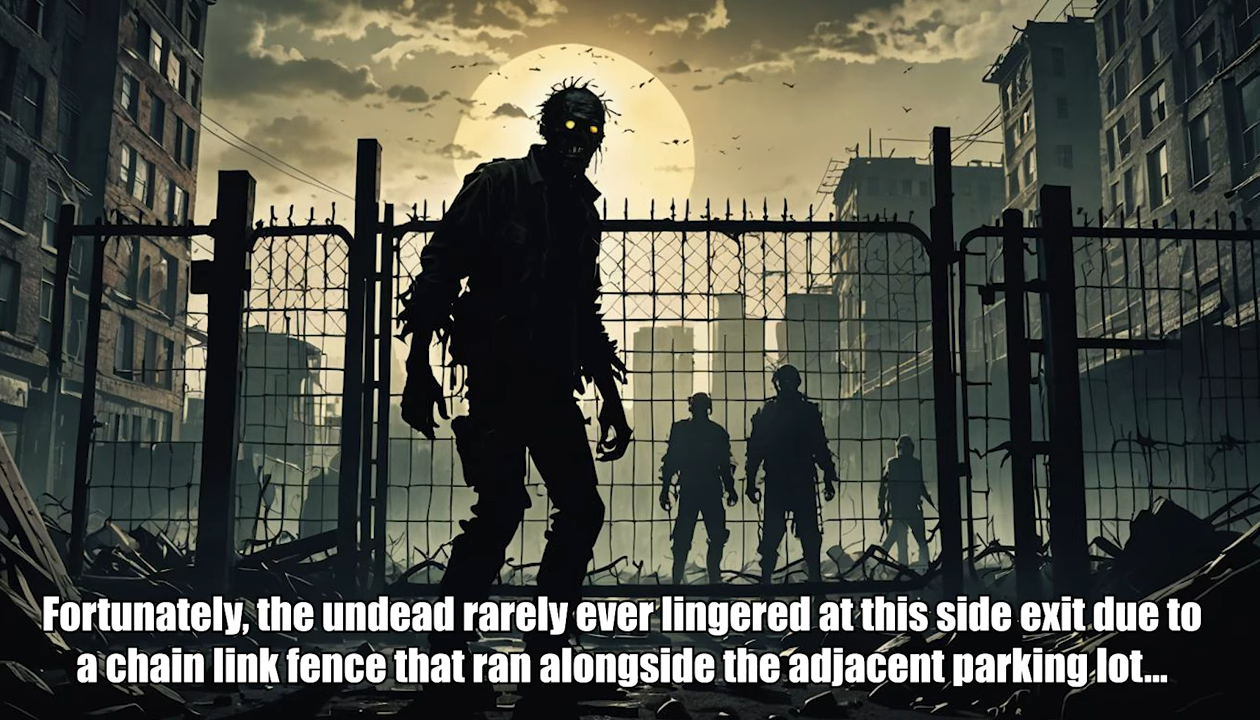 Fortunately, the undead rarely ever lingered at this side exit due to
a chain link fence that ran alongside the adjacent parking lot...